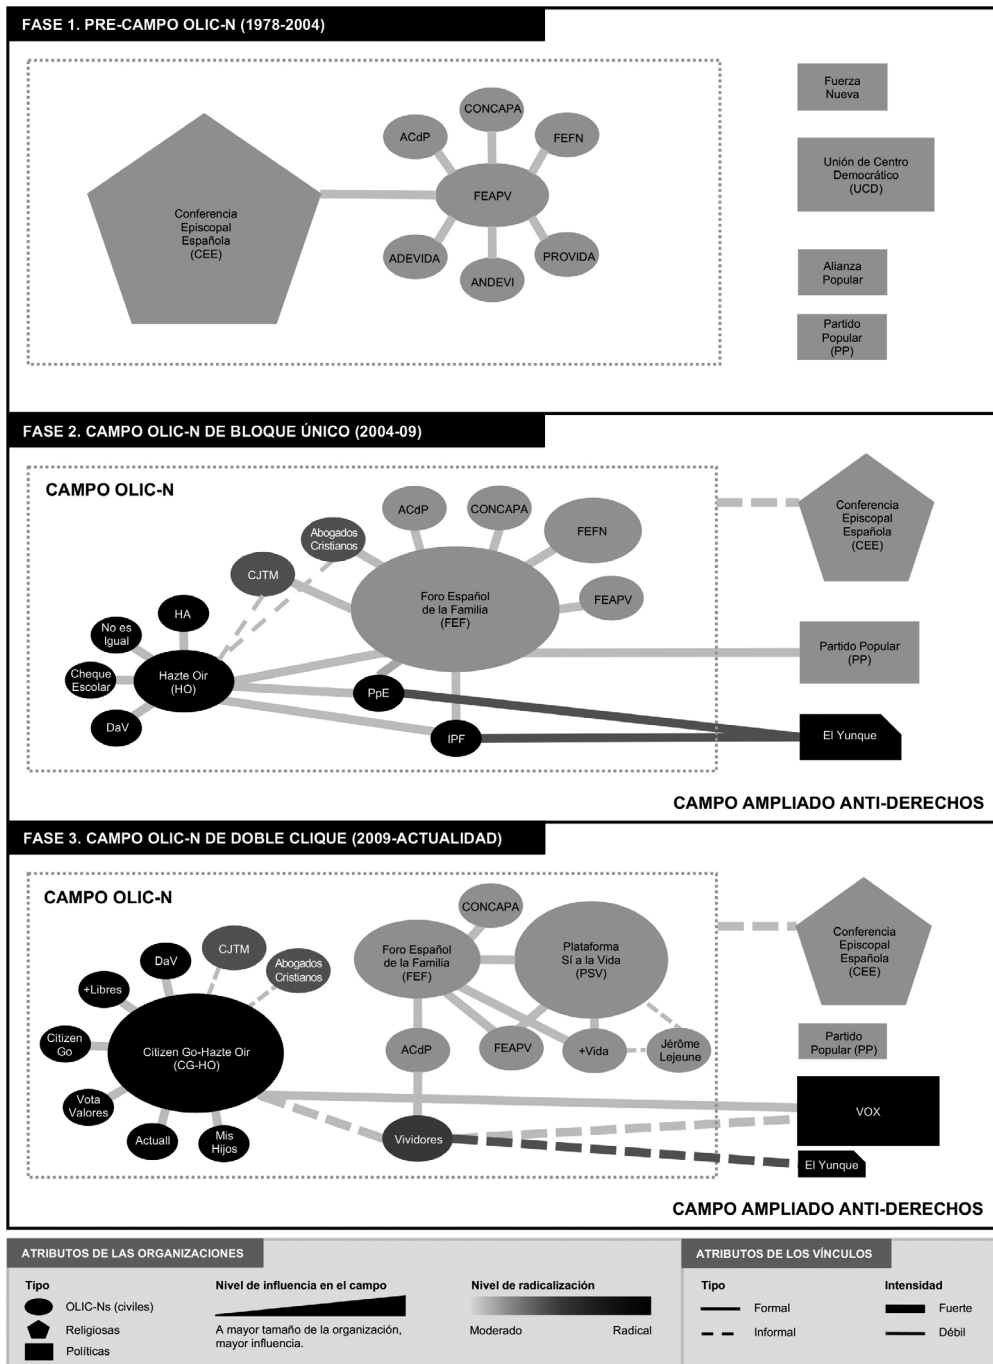 FASE 1. PRE-CAMPO OLIC-N (1978-2004)
Conferencia
Episcopal
Española
(CEE)
ACdP
CONCAPA
FEFN
FEAPV
ADEVIDA
ANDEVI
PROVIDA
Fuerza
Nueva
Unión de Centro
Democrático
(UCD)
Alianza
Popular
Partido
Popular
(PP)
FASE 2. CAMPO OLIC-N DE BLOQUE ÚNICO (2004-09)
CAMPO OLIC-N
ACdP
CONCAPA
FEFN
Abogados
Cristianos
CJTM
Foro Español
de la Familia
(FEF)
FEAPV
HA
No es
Igual
Cheque
Escolar
Hazte Oir
(HO)
DaV
PpE
IPF
Conferencia
Episcopal
Española
(CEE)
Partido Popular
(PP)
El Yunque
CAMPO AMPLIADO ANTI-DERECHOS
FASE 3. CAMPO OLIC-N DE DOBLE CLIQUE (2009-ACTUALIDAD)
CAMPO OLIC-N
CJTM
DaV
Abogados
Cristianos
+Libres
Citizen
Go
Citizen Go-Hazte Oir
(CG-HO)
Vota
Valores
Actuall
Mis
Hijos
CONCAPA
Foro Español
de la Familia
(FEF)
Plataforma
Sí a la Vida
(PSV)
ACdP
FEAPV
+Vida
Jérôme
Lejeune
Vividores
Conferencia
Episcopal
Española
(CEE)
Partido
Popular (PP)
VOX
El Yunque
CAMPO AMPLIADO ANTI-DERECHOS
ATRIBUTOS DE LAS ORGANIZACIONES
Tipo
OLIC-Ns (civiles)
Religiosas
Políticas
Nivel de influencia en el campo
A mayor tamaño de la organización,
mayor influencia.
Nivel de radicalización
Moderado
Radical
ATRIBUTOS DE LOS VÍNCULOS
Tipo
Formal
Informal
Intensidad
Fuerte
Débil